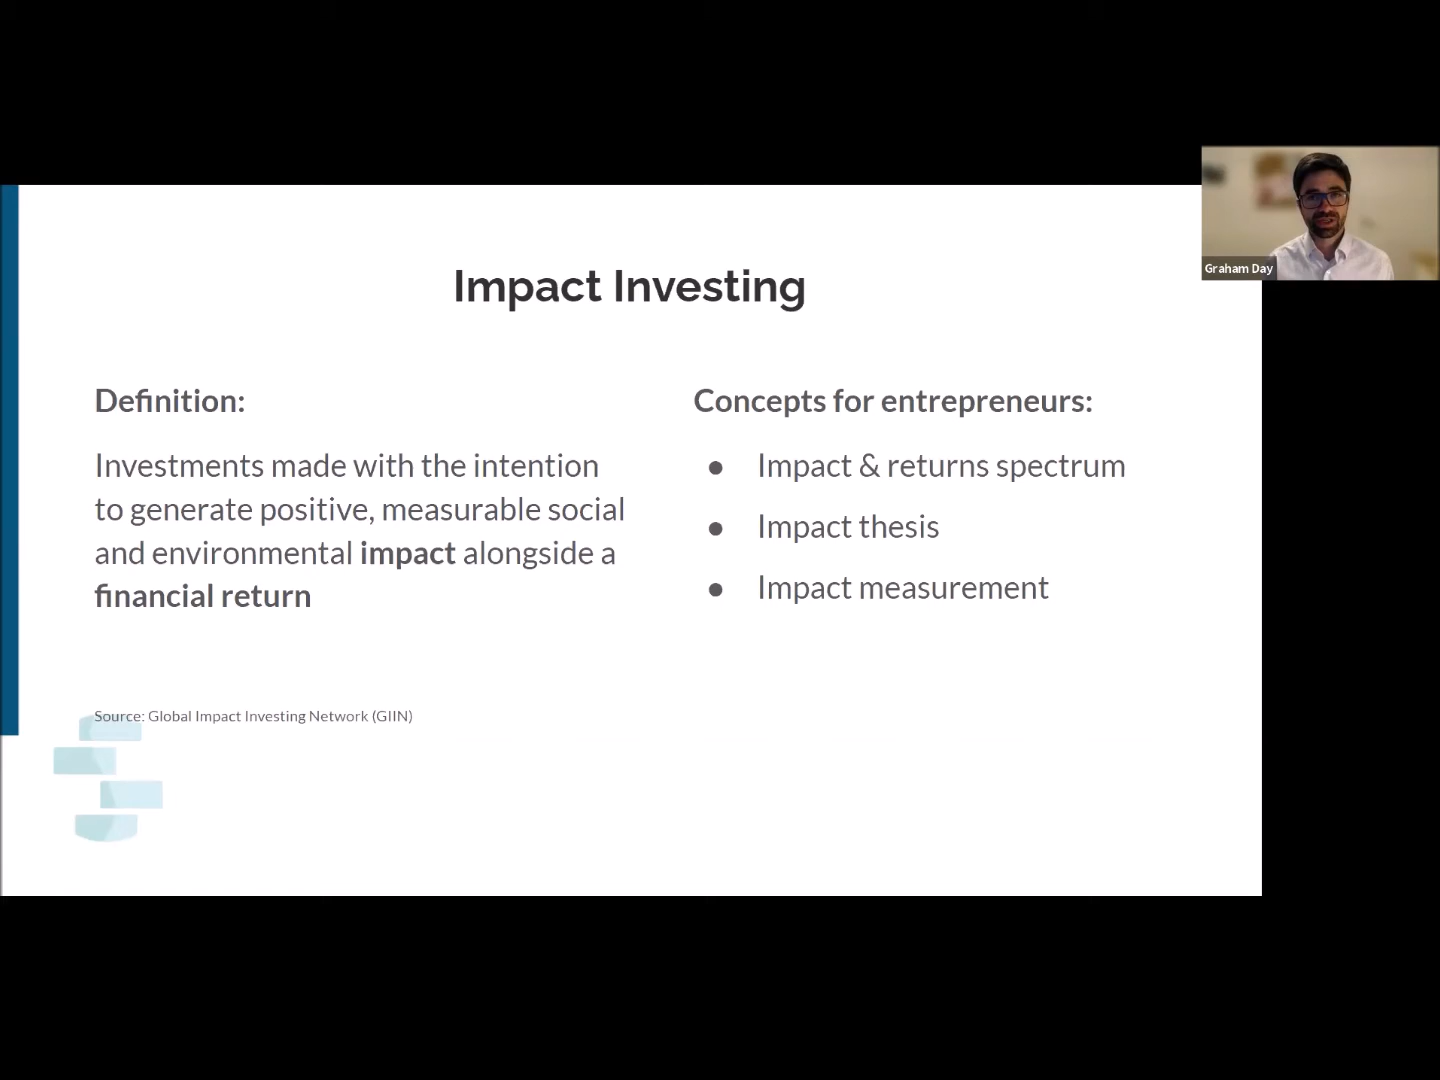 Impact Investing
Definition:
Investments made with the intention
to generate positive, measurable social
and environmental impact alongside a
financial return
Source: Global Impact Investing Network (GIIN)
Concepts for entrepreneurs:
● Impact & returns spectrum
● Impact thesis
● Impact measurement
Graham Day